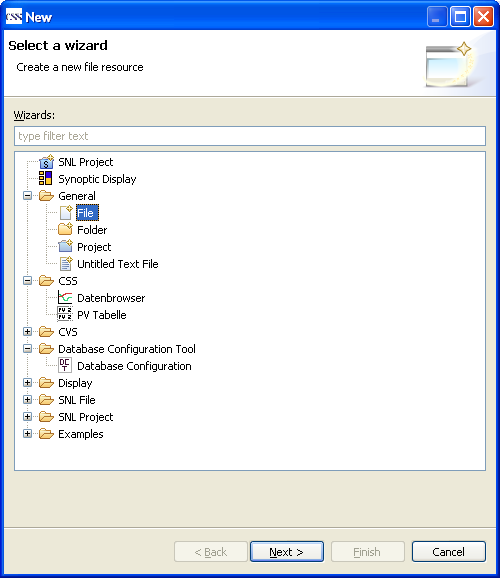 CSS New
Select a wizard
Create a new file resource
Wizards:
type filter text
SNL Project
Synoptic Display
General
File
Folder
Project
Untitled Text File
CSS
Datenbrowser
PV Tabelle
CVS
Database Configuration Tool
Database Configuration
Display
SNL File
SNL Project
Examples
< Back Next > Finish Cancel